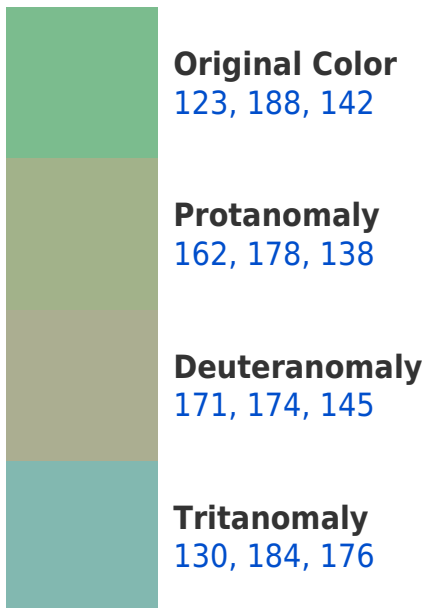 Original Color
123, 188, 142
Protanomaly
162, 178, 138
Deuteranomaly
171, 174, 145
Tritanomaly
130, 184, 176